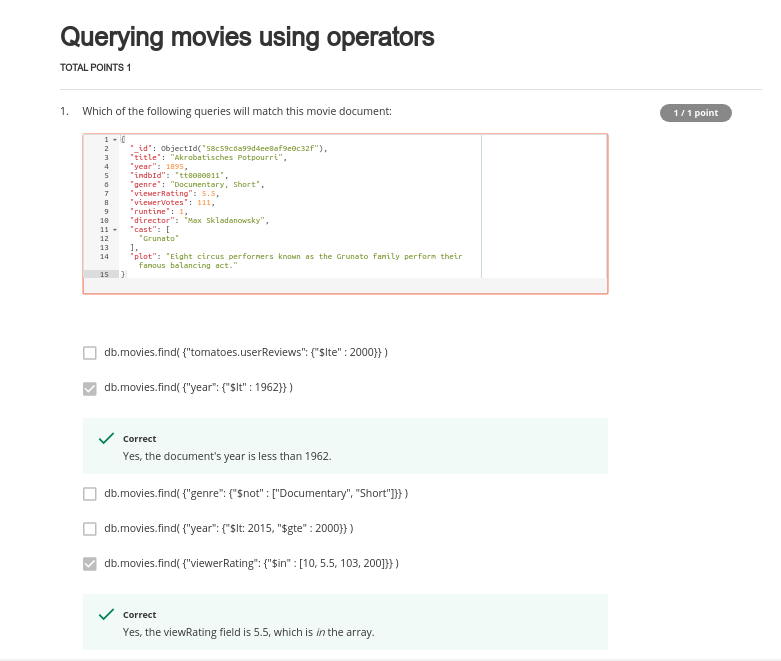 Querying movies using operators
TOTAL POINTS 1
1. Which of the following queries will match this movie document:
1 / 1 point
1 {
2 "_id": ObjectId("58c59c6a99d4ee0af9e0c32f"),
3 "title": "Akrobatisches Potpourri",
4 "year": 1895,
5 "imdbId": "tt0000011",
6 "genre": "Documentary, Short",
7 "viewerRating": 5.5,
8 "viewerVotes": 111,
9 "runtime": 1,
10 "director": "Max Skladanowsky",
11 "cast": [
12 "Grunato"
13 ],
14 "plot": "Eight circus performers known as the Grunato family perform their
famous balancing act."
15 }
db.movies.find( {"tomatoes.userReviews": {"$lte" : 2000}} )
db.movies.find( {"year": {"$lt" : 1962}} )
Correct
Yes, the document's year is less than 1962.
db.movies.find( {"genre": {"$not" : ["Documentary", "Short"]}} )
db.movies.find( {"year": {"$lt: 2015, "$gte" : 2000}} )
db.movies.find( {"viewerRating": {"$in" : [10, 5.5, 103, 200]}} )
Correct
Yes, the viewRating field is 5.5, which is in the array.